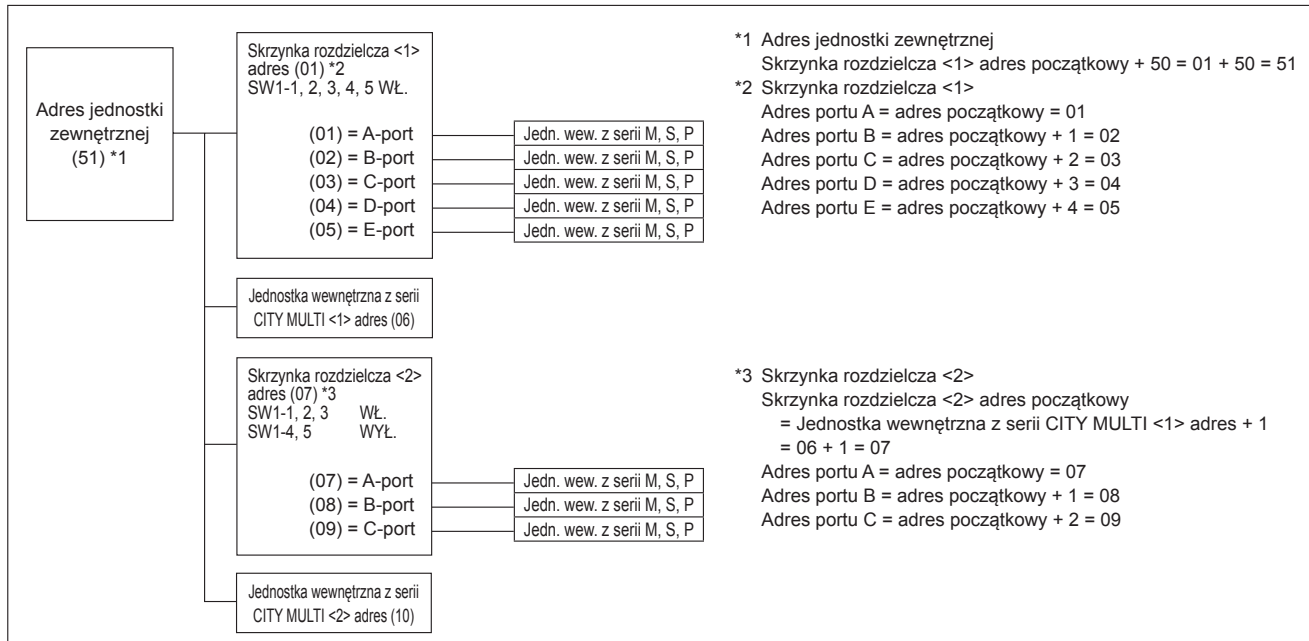 Adres jednostki
zewnętrznej
(51) *1
Skrzynka rozdzielcza <1>
adres (01) *2
SW1-1, 2, 3, 4, 5 WŁ.
(01) = A-port
Jedn. wew. z serii M, S, P
(02) = B-port
Jedn. wew. z serii M, S, P
(03) = C-port
Jedn. wew. z serii M, S, P
(04) = D-port
Jedn. wew. z serii M, S, P
(05) = E-port
Jedn. wew. z serii M, S, P
Jednostka wewnętrzna z serii
CITY MULTI <1> adres (06)
Skrzynka rozdzielcza <2>
adres (07) *3
SW1-1, 2, 3 WŁ.
SW1-4, 5 WYŁ.
(07) = A-port
Jedn. wew. z serii M, S, P
(08) = B-port
Jedn. wew. z serii M, S, P
(09) = C-port
Jedn. wew. z serii M, S, P
Jednostka wewnętrzna z serii
CITY MULTI <2> adres (10)
*1 Adres jednostki zewnętrznej
Skrzynka rozdzielcza <1> adres początkowy + 50 = 01 + 50 = 51
*2 Skrzynka rozdzielcza <1>
Adres portu A = adres początkowy = 01
Adres portu B = adres początkowy + 1 = 02
Adres portu C = adres początkowy + 2 = 03
Adres portu D = adres początkowy + 3 = 04
Adres portu E = adres początkowy + 4 = 05
*3 Skrzynka rozdzielcza <2>
Skrzynka rozdzielcza <2> adres początkowy
= Jednostka wewnętrzna z serii CITY MULTI <1> adres + 1
= 06 + 1 = 07
Adres portu A = adres początkowy = 07
Adres portu B = adres początkowy + 1 = 08
Adres portu C = adres początkowy + 2 = 09